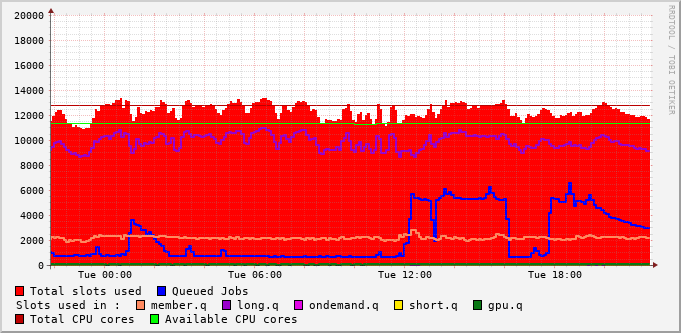 20000
18000
16000
14000
12000
10000
8000
6000
4000
2000
0
Tue 00:00 Tue 06:00 Tue 12:00 Tue 18:00
RRDTOOL / TOBI OETIKER
Total slots used Queued Jobs
Slots used in : member.q long.q ondemand.q short.q gpu.q
Total CPU cores Available CPU cores